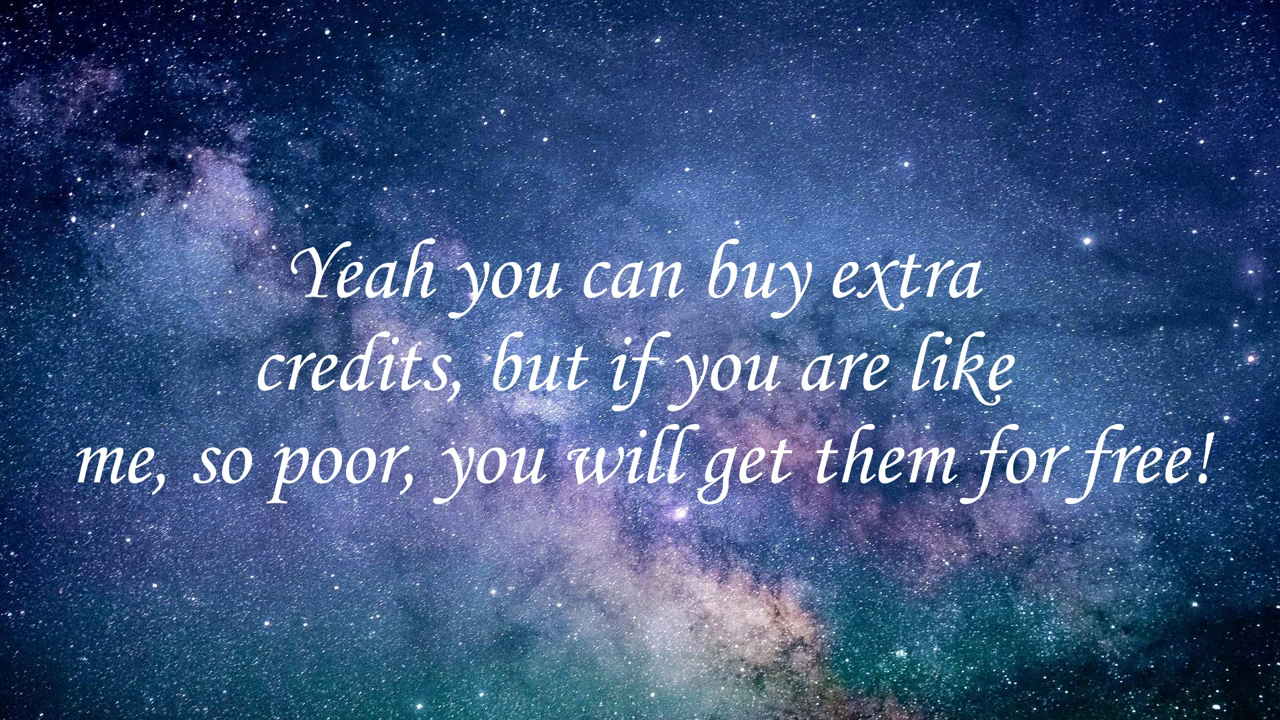 Yeah you can buy extra
credits, but if you are like
me, so poor, you will get them for free!